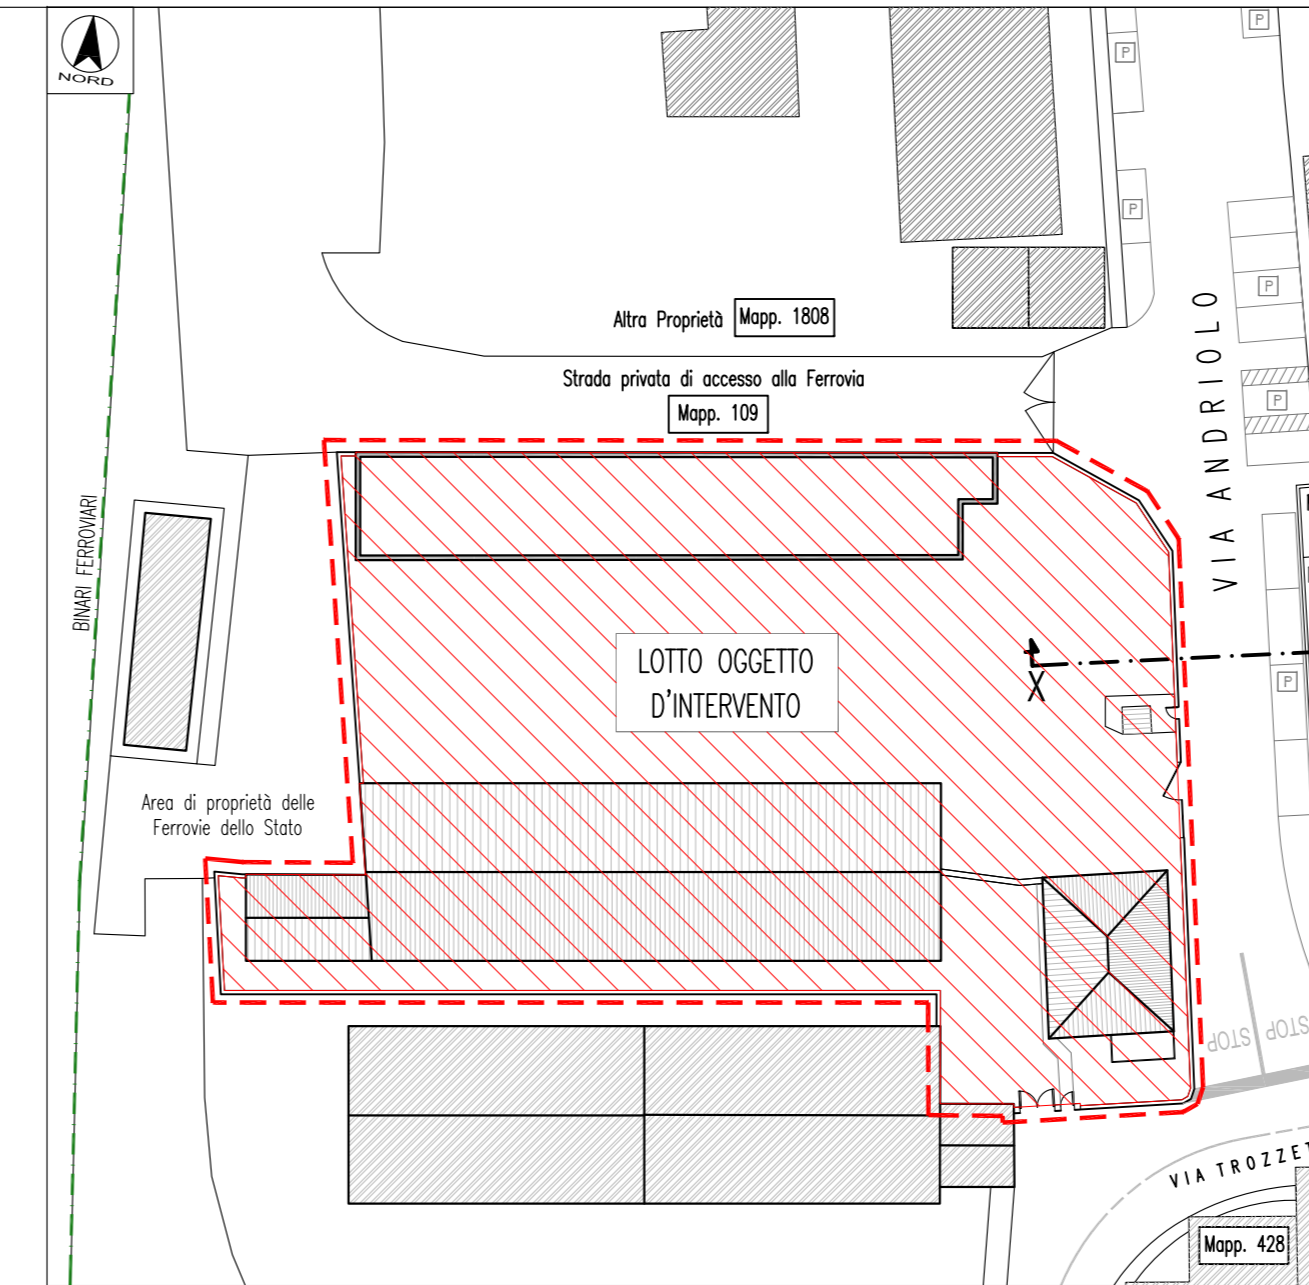 NORD
P
P
P
P
P
P
Altra Proprietà Mapp. 1808
Strada privata di accesso alla Ferrovia
Mapp. 109
VIA ANDRIOLO
BINARI FERROVIARI
LOTTO OGGETTO
D'INTERVENTO
X
Area di proprietà delle
Ferrovie dello Stato
STOP
STOP
VIA
Mapp. 428